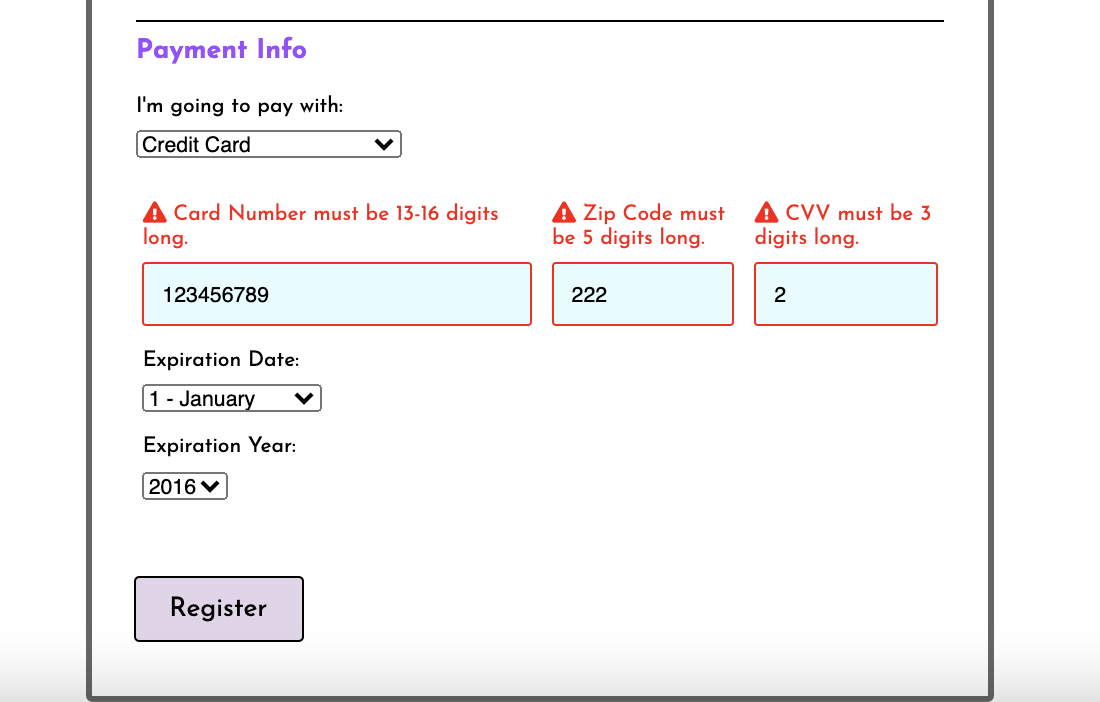 Payment Info
I'm going to pay with:
Credit Card
Card Number must be 13-16 digits
long.
Zip Code must
be 5 digits long.
CVV must be 3
digits long.
123456789
222
2
Expiration Date:
1 - January
Expiration Year:
2016
Register